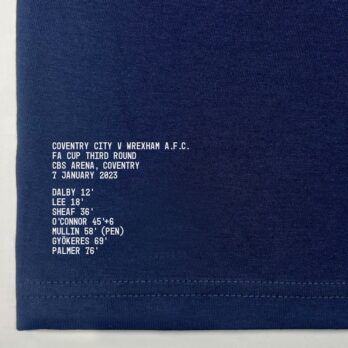 COVENTRY CITY V WREXHAM A.F.C.
FA CUP THIRD ROUND
CBS ARENA, COVENTRY
7 JANUARY 2023
DALBY 12'
LEE 18'
SHEAF 36'
O'CONNOR 45'+6
MULLIN 58' (PEN)
GYÖKERES 69'
PALMER 76'